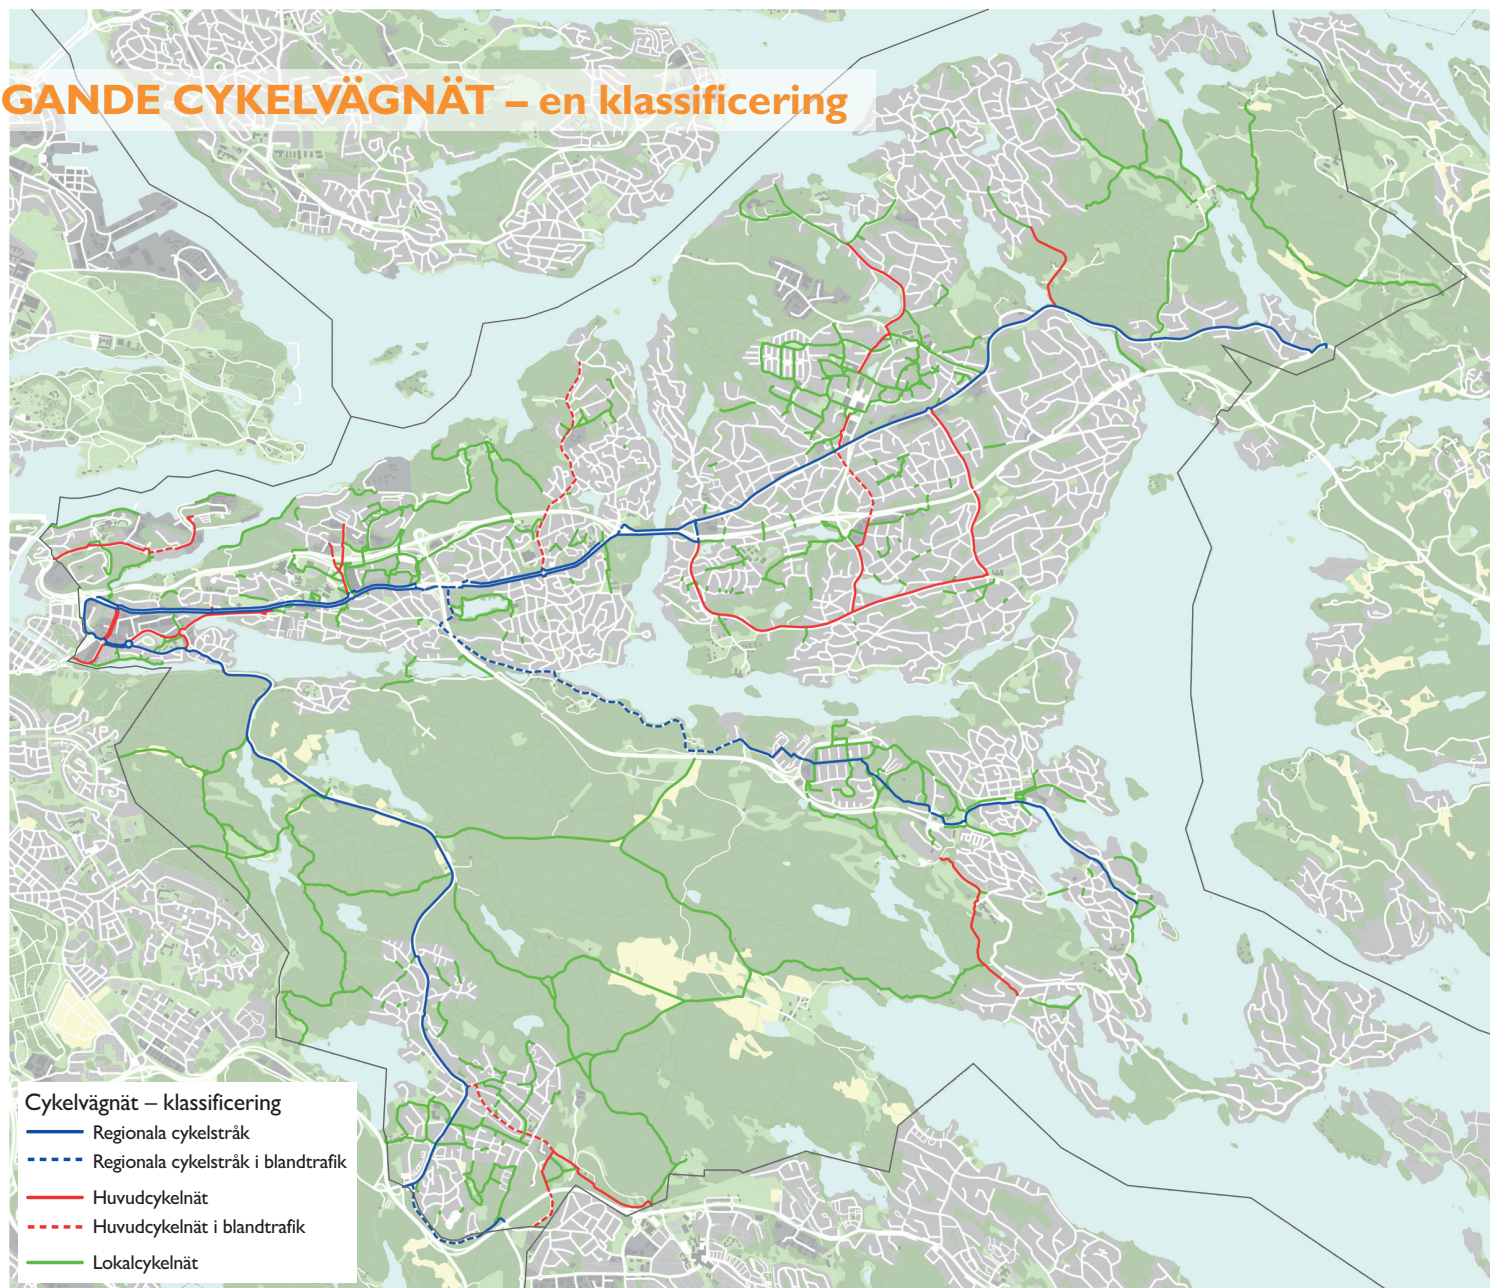 GANDE CYKELVÄGNÄT – en klassificering
Cykelvägnät – klassificering
Regionala cykelstråk
Regionala cykelstråk i blandtrafik
Huvudcykelnät
Huvudcykelnät i blandtrafik
Lokalcykelnät